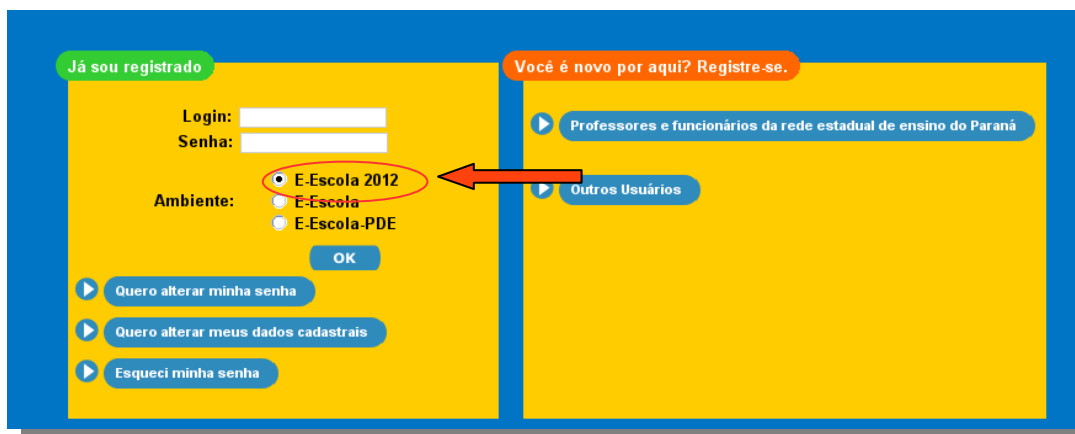 Já sou registrado
Login:
Senha:
Ambiente:
E-Escola 2012
E-Escola
E-Escola-PDE
OK
Quero alterar minha senha
Quero alterar meus dados cadastrais
Esqueci minha senha
Você é novo por aqui? Registre-se.
Professores e funcionários da rede estadual de ensino do Paraná
Outros Usuários